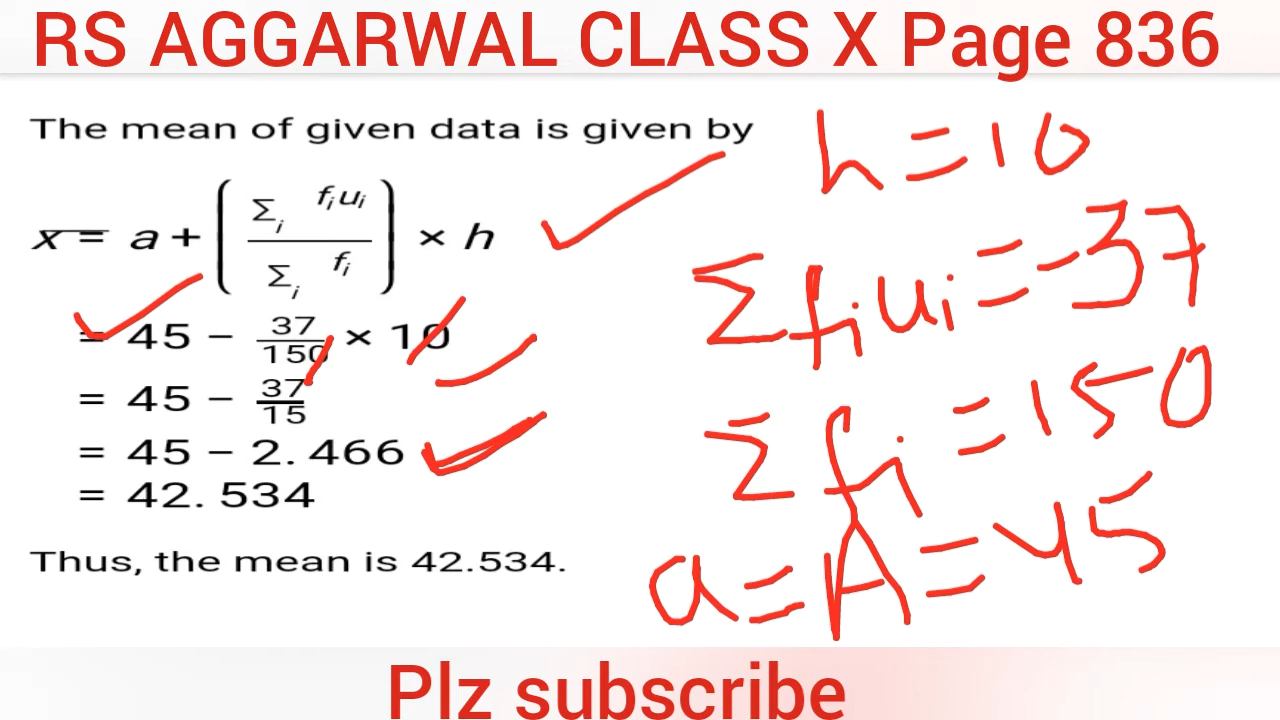 RS AGGARWAL CLASS X Page 836
The mean of given data is given by
x̄ = a + ( Σᵢ fᵢuᵢ / Σᵢ fᵢ ) × h
= 45 − 37/150 × 10
= 45 − 37/15
= 45 − 2.466
= 42.534
Thus, the mean is 42.534.
h = 10
Σfiui = -37
Σfi = 150
a = A = 45
Plz subscribe